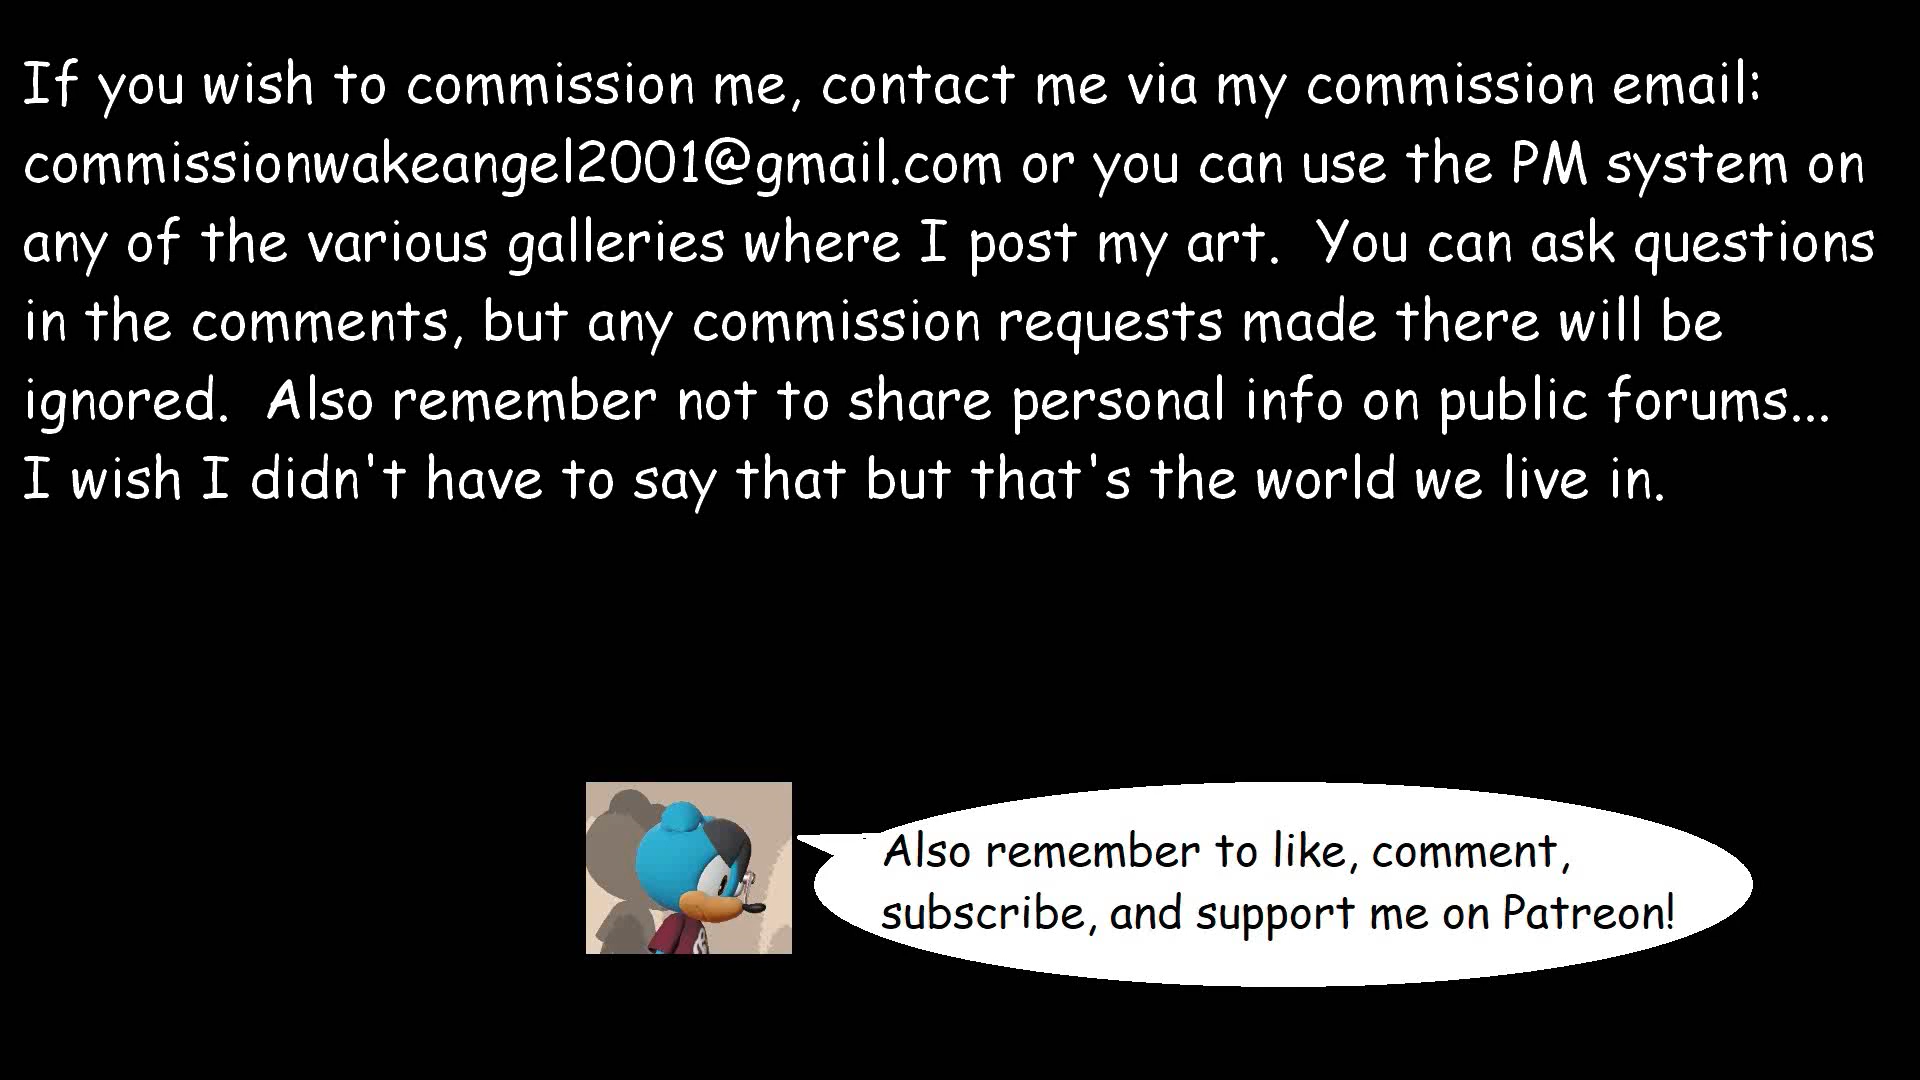 If you wish to commission me, contact me via my commission email:
commissionwakeangel2001@gmail.com or you can use the PM system on
any of the various galleries where I post my art.  You can ask questions
in the comments, but any commission requests made there will be
ignored.  Also remember not to share personal info on public forums...
I wish I didn't have to say that but that's the world we live in.
Also remember to like, comment,
subscribe, and support me on Patreon!